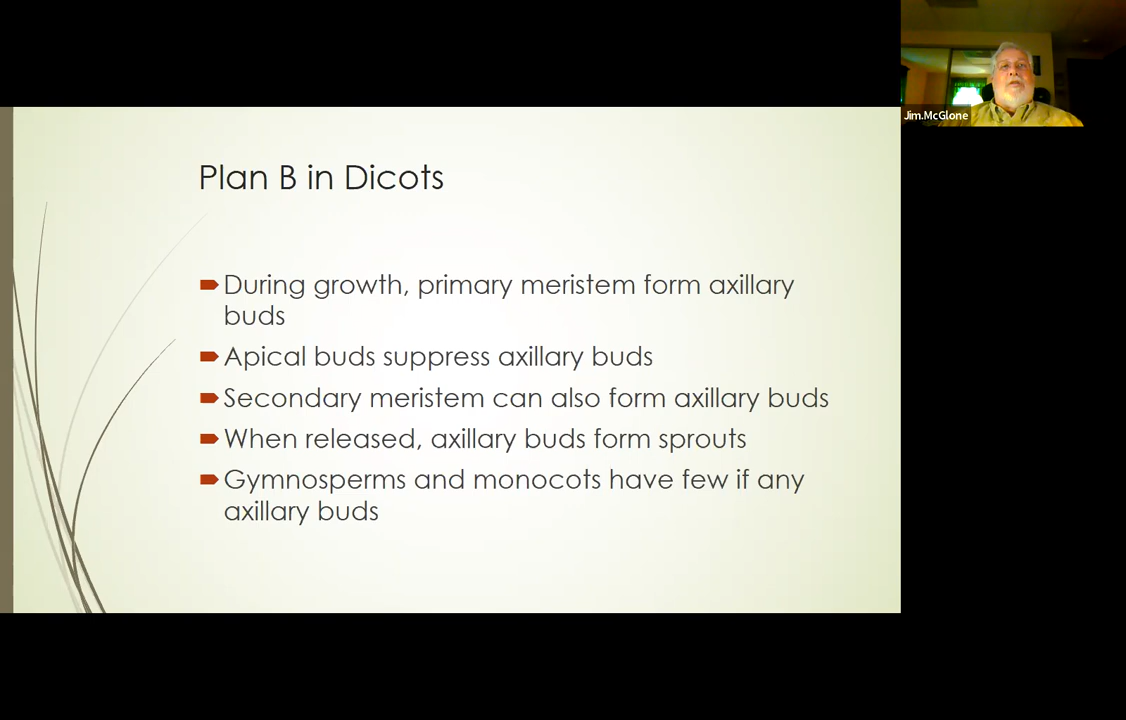 Jim.McGlone
Plan B in Dicots
During growth, primary meristem form axillary
buds
Apical buds suppress axillary buds
Secondary meristem can also form axillary buds
When released, axillary buds form sprouts
Gymnosperms and monocots have few if any
axillary buds